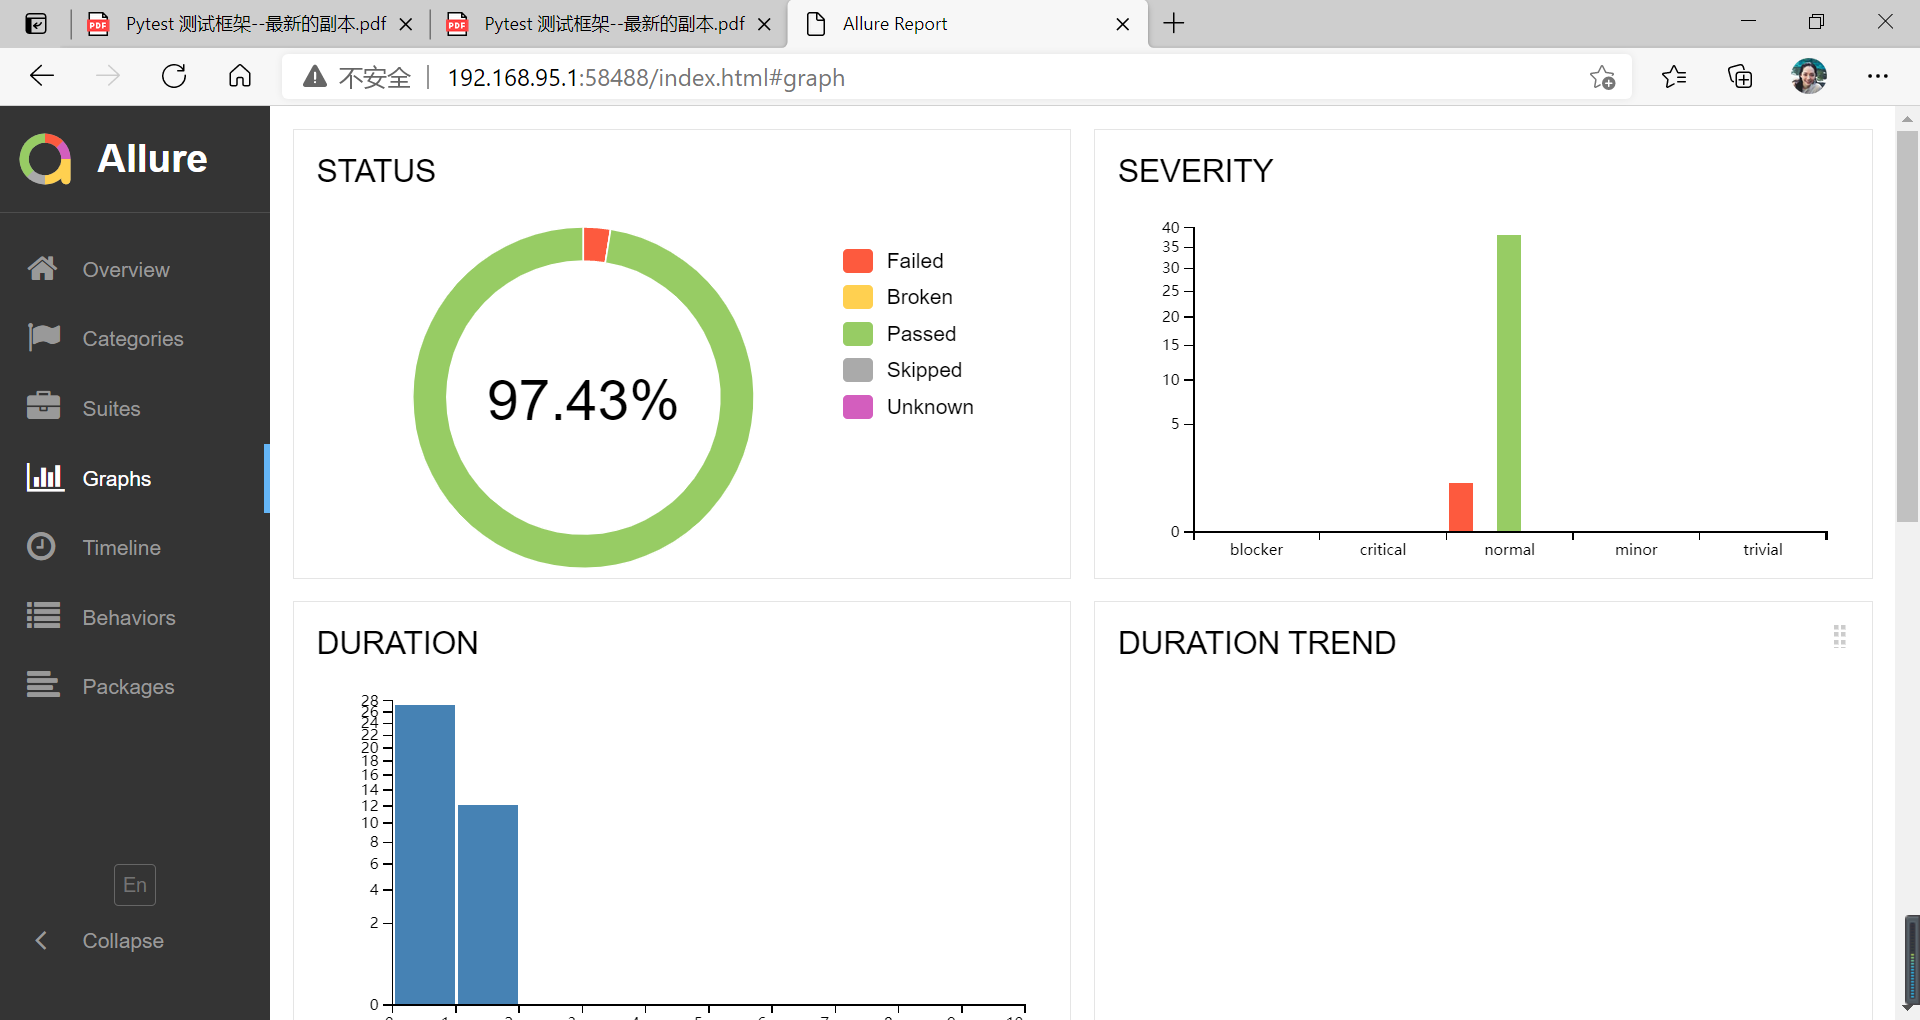 Pytest 测试框架--最新的副本.pdf
Pytest 测试框架--最新的副本.pdf
Allure Report
不安全
192.168.95.1:58488/index.html#graph
Allure
Overview
Categories
Suites
Graphs
Timeline
Behaviors
Packages
En
Collapse
STATUS
97.43%
Failed
Broken
Passed
Skipped
Unknown
SEVERITY
40
35
30
25
20
15
10
5
0
blocker critical normal minor trivial
DURATION
28
26
24
22
20
18
16
14
12
10
8
6
4
2
0
DURATION TREND